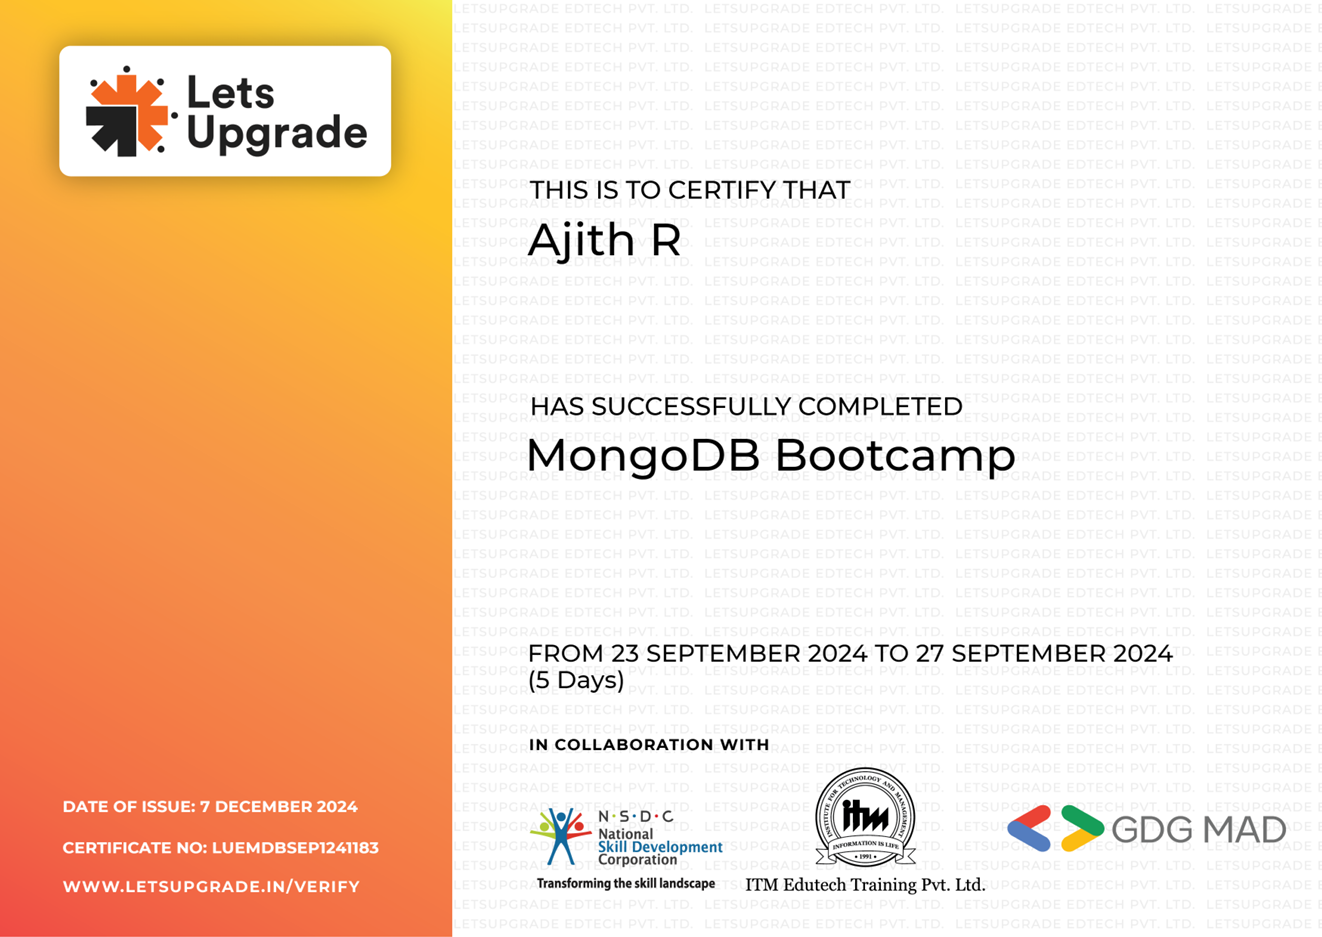 Lets
Upgrade
THIS IS TO CERTIFY THAT
Ajith R
HAS SUCCESSFULLY COMPLETED
MongoDB Bootcamp
FROM 23 SEPTEMBER 2024 TO 27 SEPTEMBER 2024
(5 Days)
IN COLLABORATION WITH
N·S·D·C
National
Skill Development
Corporation
Transforming the skill landscape
INSTITUTE FOR TECHNOLOGY AND MANAGEMENT
itm
INFORMATION IS LIFE
• 1991 •
ITM Edutech Training Pvt. Ltd.
GDG MAD
DATE OF ISSUE: 7 DECEMBER 2024
CERTIFICATE NO: LUEMDBSEP1241183
WWW.LETSUPGRADE.IN/VERIFY
LETSUPGRADE EDTECH PVT. LTD.